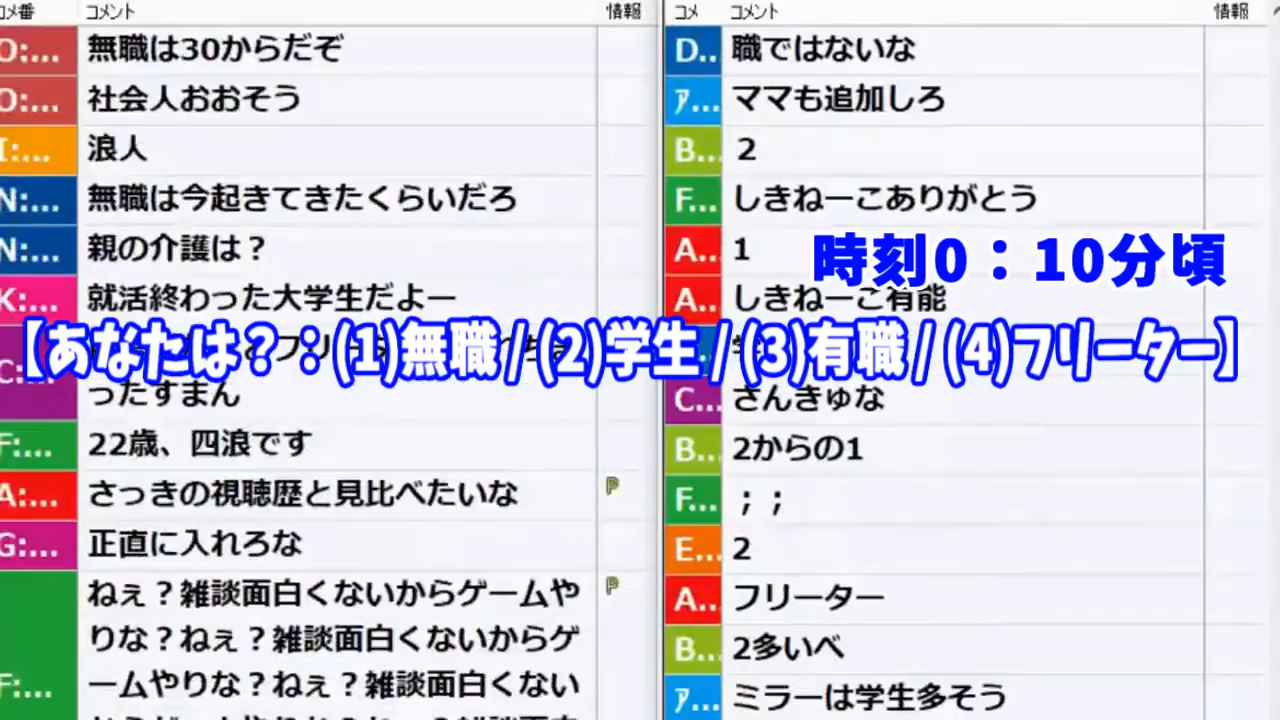 コメ番 コメント 情報
O:... 無職は30からだぞ
O:... 社会人おおそう
I:... 浪人
N:... 無職は今起きてきたくらいだろ
N:... 親の介護は？
K:... 就活終わった大学生だよー
C:...
ったすまん
F:... 22歳、四浪です
A:... さっきの視聴歴と見比べたいな P
G:... 正直に入れろな
ねぇ？雑談面白くないからゲームや P
りな？ねぇ？雑談面白くないからゲ
F:... ームやりな？ねぇ？雑談面白くない
コメ コメント 情報
D... 職ではないな
ｱ... ママも追加しろ
B... 2
F... しきねーこありがとう
A... 1
A... しきねーこ有能
C... さんきゅな
B... 2からの1
F... ；；
E... 2
A... フリーター
B... 2多いべ
ｱ... ミラーは学生多そう
時刻0：10分頃
【あなたは？：(1)無職/(2)学生/(3)有職/(4)フリーター】